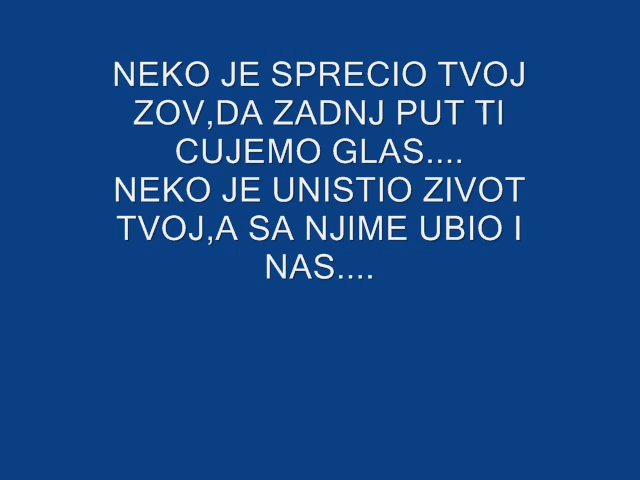 NEKO JE SPRECIO TVOJ
ZOV,DA ZADNJ PUT TI
CUJEMO GLAS....
NEKO JE UNISTIO ZIVOT
TVOJ,A SA NJIME UBIO I
NAS....